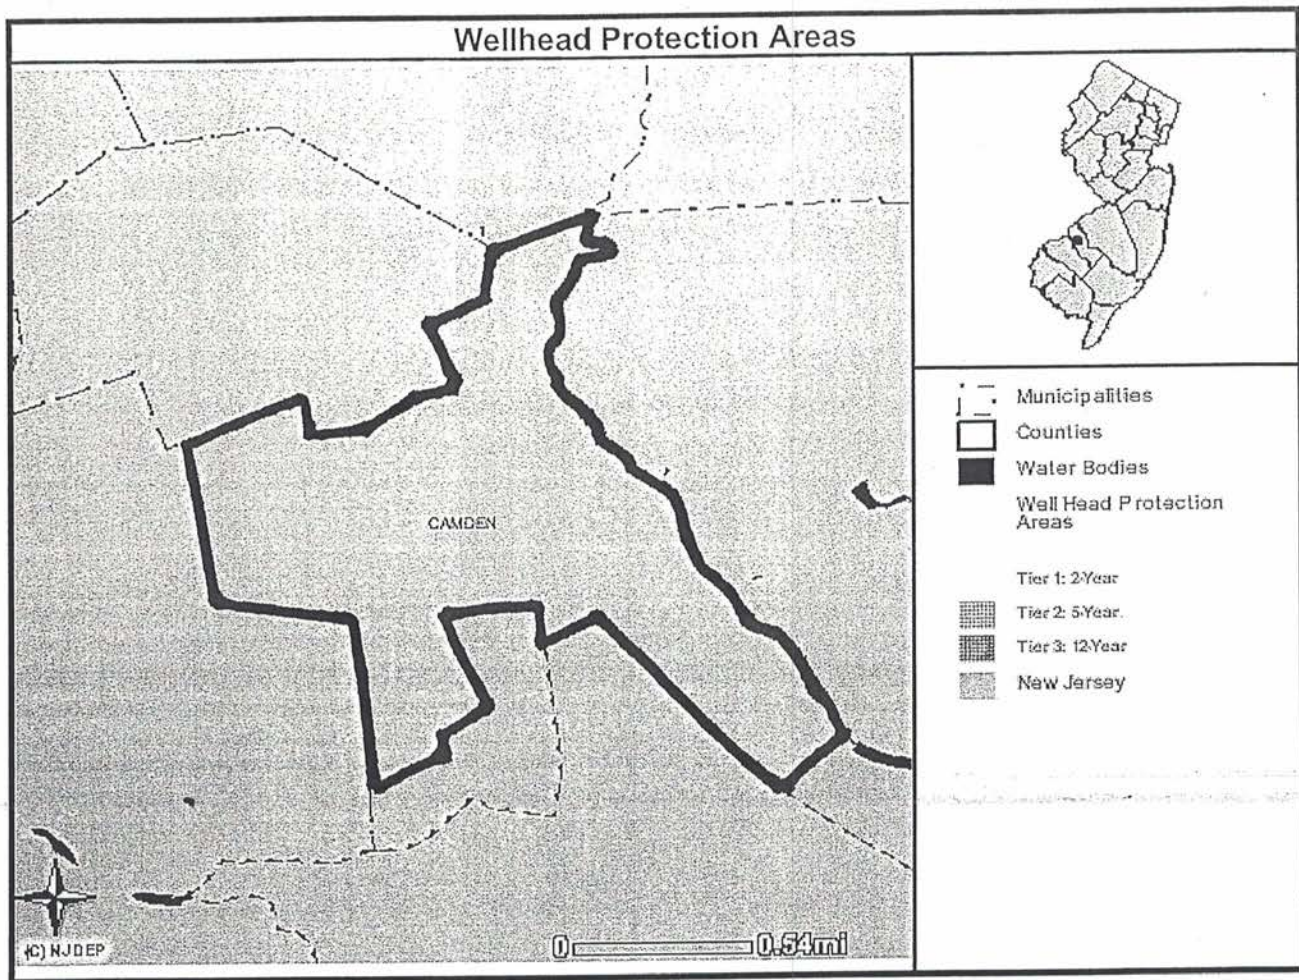 Wellhead Protection Areas
CAMDEN
(C) NJDEP
0
0.54mi
Municipalities
Counties
Water Bodies
Well Head Protection
Areas
Tier 1: 2-Year
Tier 2: 5-Year.
Tier 3: 12-Year
New Jersey